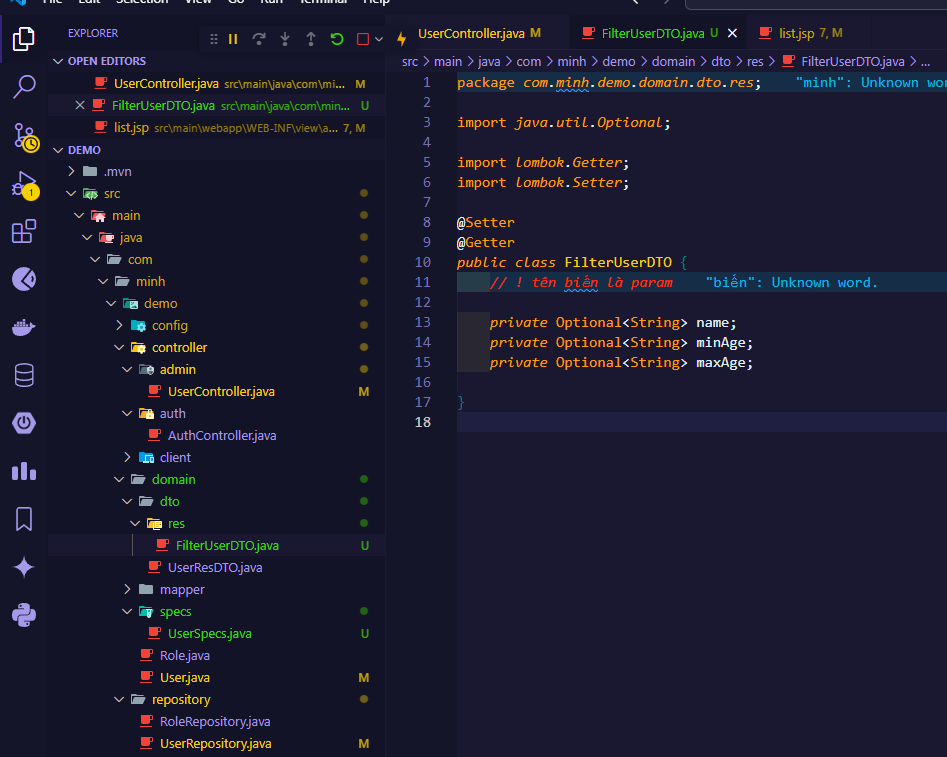 File Edit Selection View Go Run Terminal Help
EXPLORER
UserController.java M
FilterUserDTO.java U
list.jsp 7, M
OPEN EDITORS
UserController.java src\main\java\com\mi... M
FilterUserDTO.java src\main\java\com\min... U
list.jsp src\main\webapp\WEB-INF\view\a... 7, M
DEMO
.mvn
src
main
java
com
minh
demo
config
controller
admin
UserController.java M
auth
AuthController.java
client
domain
dto
res
FilterUserDTO.java U
UserResDTO.java
mapper
specs
UserSpecs.java U
Role.java
User.java M
repository
RoleRepository.java
UserRepository.java M
1
src > main > java > com > minh > demo > domain > dto > res > FilterUserDTO.java > ...
1 package com.minh.demo.domain.dto.res; "minh": Unknown wor
2
3 import java.util.Optional;
4
5 import lombok.Getter;
6 import lombok.Setter;
7
8 @Setter
9 @Getter
10 public class FilterUserDTO {
11 // ! tên biến là param "biến": Unknown word.
12
13 private Optional<String> name;
14 private Optional<String> minAge;
15 private Optional<String> maxAge;
16
17 }
18